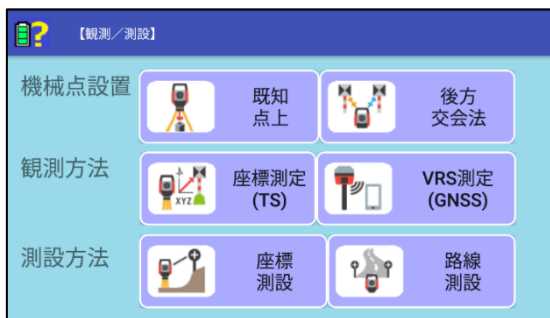 【観測／測設】
機械点設置
既知
点上
後方
交会法
観測方法
XYZ
座標測定
(TS)
VRS測定
(GNSS)
測設方法
座標
測設
路線
測設